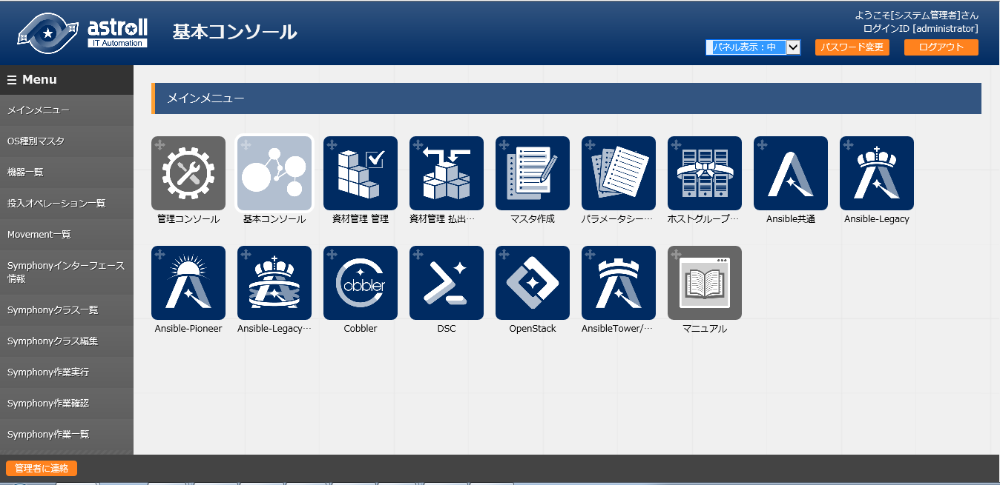 astroll
IT Automation
基本コンソール
ようこそ[システム管理者]さん
ログインID [administrator]
パネル表示：中
パスワード変更
ログアウト
☰ Menu
メインメニュー
OS種別マスタ
機器一覧
投入オペレーション一覧
Movement一覧
Symphonyインターフェース
情報
Symphonyクラス一覧
Symphonyクラス編集
Symphony作業実行
Symphony作業確認
Symphony作業一覧
メインメニュー
管理コンソール
基本コンソール
資材管理 管理
資材管理 払出…
マスタ作成
パラメータシー…
ホストグループ…
Ansible共通
Ansible-Legacy
Ansible-Pioneer
Ansible-Legacy…
obbler
Cobbler
DSC
OpenStack
AnsibleTower/…
マニュアル
管理者に連絡